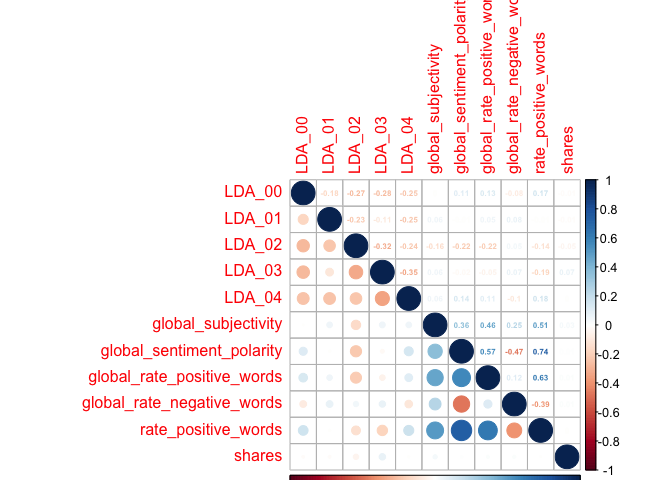 LDA_00
LDA_01
LDA_02
LDA_03
LDA_04
global_subjectivity
global_sentiment_polarit
global_rate_positive_wor
global_rate_negative_wo
rate_positive_words
shares
LDA_00 -0.27 -0.28 -0.25 0.11 0.13 0.17
LDA_01 -0.23 -0.11 -0.25
LDA_02 -0.32 -0.24 -0.16 -0.22 -0.22 -0.14
LDA_03 -0.35 -0.19
LDA_04 0.14 0.11 -0.1 0.18
global_subjectivity 0.36 0.46 0.25 0.51
global_sentiment_polarity 0.57 -0.47 0.74
global_rate_positive_words 0.12 0.63
global_rate_negative_words -0.39
rate_positive_words
shares
1
0.8
0.6
0.4
0.2
0
-0.2
-0.4
-0.6
-0.8
-1